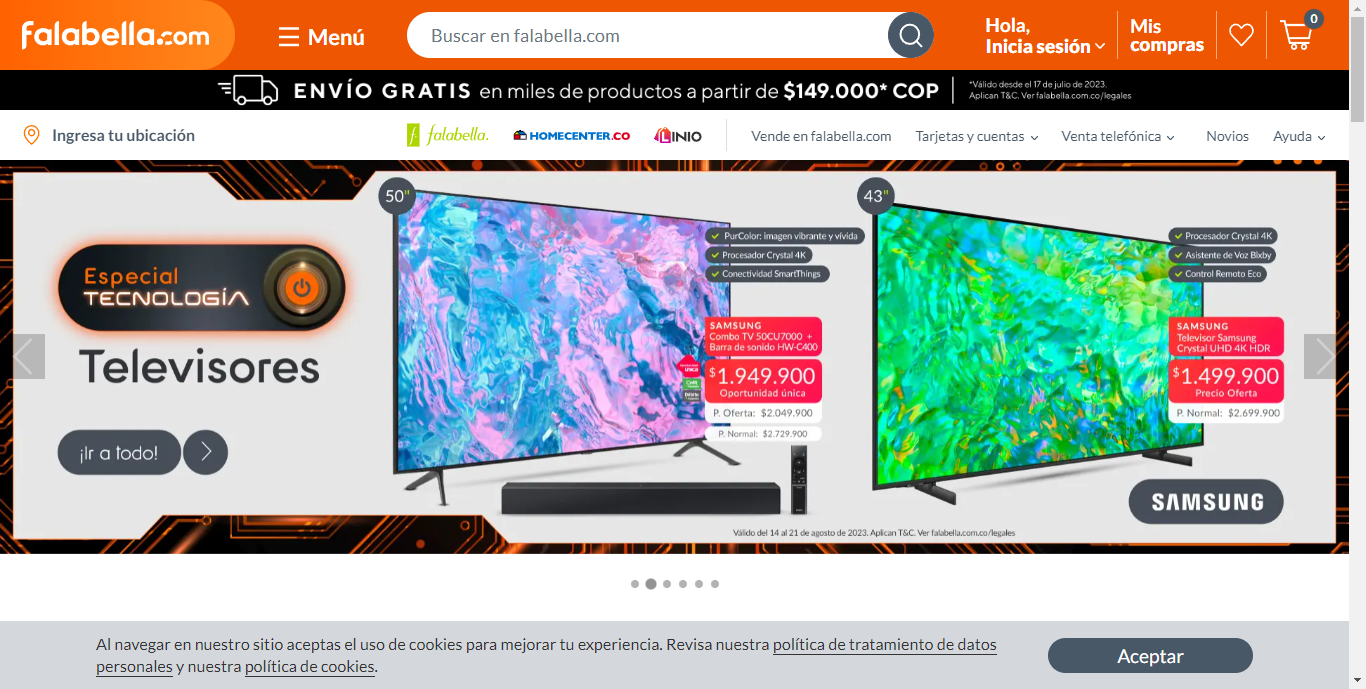 falabella.com
Menú
Buscar en falabella.com
Hola,
Inicia sesión
Mis
compras
0
ENVÍO GRATIS en miles de productos a partir de $149.000* COP
*Válido desde el 17 de julio de 2023.
Aplican T&C. Ver falabella.com.co/legales
Ingresa tu ubicación
falabella.
HOMECENTER.CO
LINIO
Vende en falabella.com
Tarjetas y cuentas
Venta telefónica
Novios
Ayuda
Especial
TECNOLOGÍA
Televisores
¡Ir a todo!
50"
PurColor: imagen vibrante y vívida
Procesador Crystal 4K
Conectividad SmartThings
SAMSUNG
Combo TV 50CU7000 +
Barra de sonido HW-C400
$1.949.900
Oportunidad única
P. Oferta: $2.049.900
P. Normal: $2.729.900
43"
Procesador Crystal 4K
Asistente de Voz Bixby
Control Remoto Eco
SAMSUNG
Televisor Samsung
Crystal UHD 4K HDR
$1.499.900
Precio Oferta
P. Normal: $2.699.900
SAMSUNG
Válido del 14 al 21 de agosto de 2023. Aplican T&C. Ver falabella.com.co/legales
Al navegar en nuestro sitio aceptas el uso de cookies para mejorar tu experiencia. Revisa nuestra política de tratamiento de datos
personales y nuestra política de cookies.
Aceptar